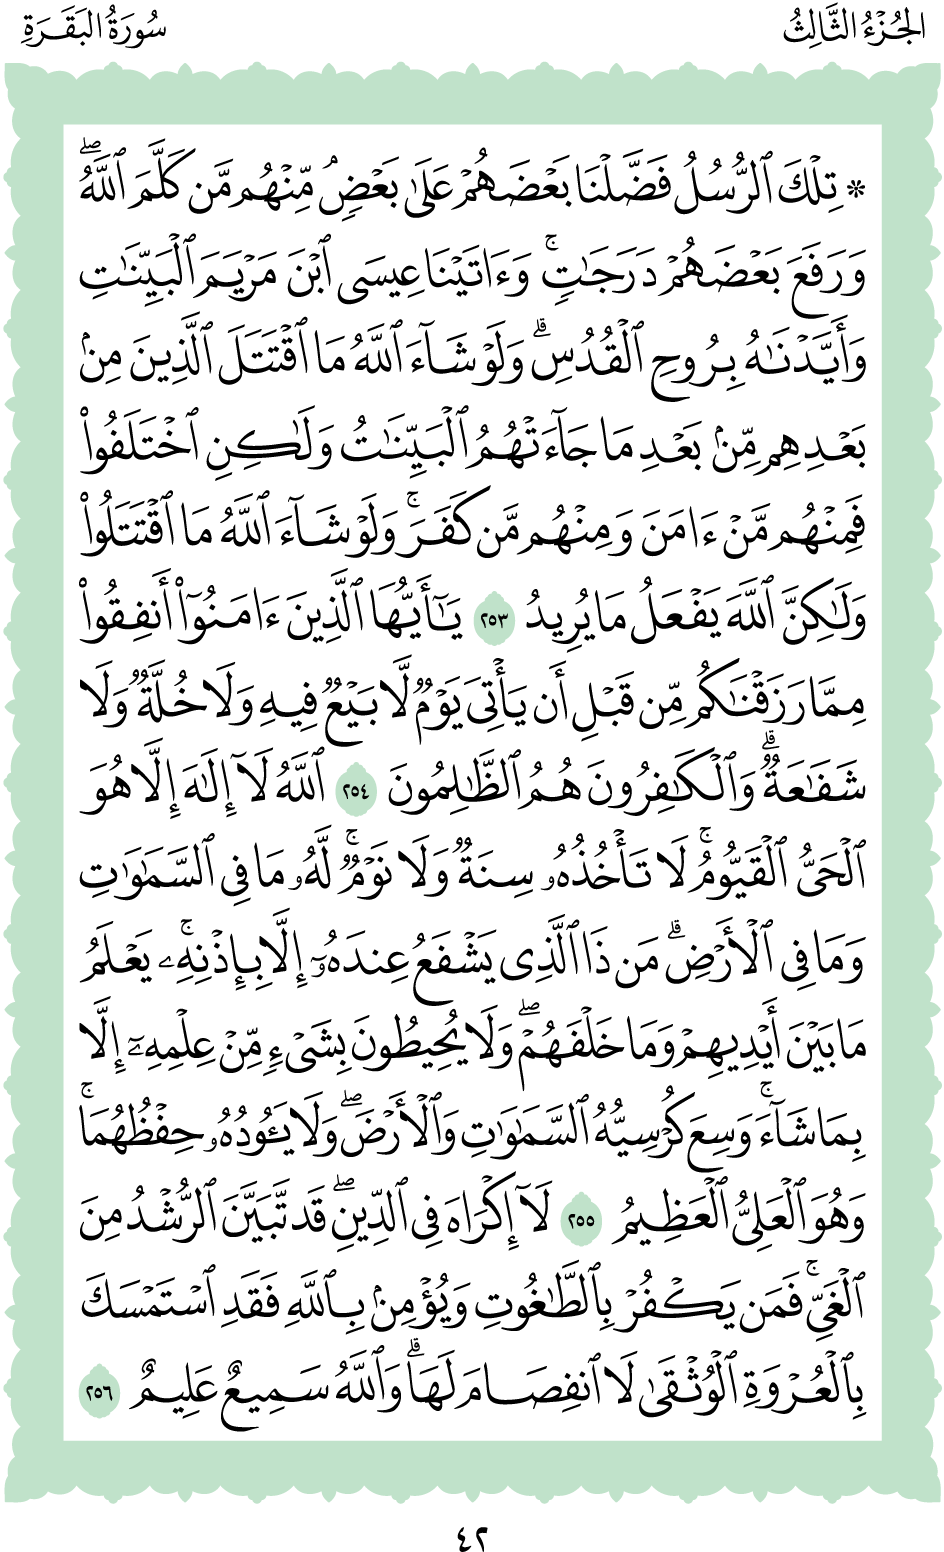 الجُزْءُ الثَّالِثُ
سُورَةُ البَقَرَةِ
* تِلْكَ ٱلرُّسُلُ فَضَّلْنَا بَعْضَهُمْ عَلَىٰ بَعْضٍۘ مِّنْهُم مَّن كَلَّمَ ٱللَّهُۖ
وَرَفَعَ بَعْضَهُمْ دَرَجَٰتٍۚ وَءَاتَيْنَا عِيسَى ٱبْنَ مَرْيَمَ ٱلْبَيِّنَٰتِ
وَأَيَّدْنَٰهُ بِرُوحِ ٱلْقُدُسِۗ وَلَوْ شَآءَ ٱللَّهُ مَا ٱقْتَتَلَ ٱلَّذِينَ مِنۢ
بَعْدِهِم مِّنۢ بَعْدِ مَا جَآءَتْهُمُ ٱلْبَيِّنَٰتُ وَلَٰكِنِ ٱخْتَلَفُوا۟
فَمِنْهُم مَّنْ ءَامَنَ وَمِنْهُم مَّن كَفَرَۚ وَلَوْ شَآءَ ٱللَّهُ مَا ٱقْتَتَلُوا۟
وَلَٰكِنَّ ٱللَّهَ يَفْعَلُ مَا يُرِيدُ ٢٥٣ يَٰٓأَيُّهَا ٱلَّذِينَ ءَامَنُوٓا۟ أَنفِقُوا۟
مِمَّا رَزَقْنَٰكُم مِّن قَبْلِ أَن يَأْتِىَ يَوْمٌ لَّا بَيْعٌ فِيهِ وَلَا خُلَّةٌ وَلَا
شَفَٰعَةٌۗ وَٱلْكَٰفِرُونَ هُمُ ٱلظَّٰلِمُونَ ٢٥٤ ٱللَّهُ لَآ إِلَٰهَ إِلَّا هُوَ
ٱلْحَىُّ ٱلْقَيُّومُۚ لَا تَأْخُذُهُۥ سِنَةٌ وَلَا نَوْمٌۚ لَّهُۥ مَا فِى ٱلسَّمَٰوَٰتِ
وَمَا فِى ٱلْأَرْضِۗ مَن ذَا ٱلَّذِى يَشْفَعُ عِندَهُۥٓ إِلَّا بِإِذْنِهِۦۚ يَعْلَمُ
مَا بَيْنَ أَيْدِيهِمْ وَمَا خَلْفَهُمْۖ وَلَا يُحِيطُونَ بِشَىْءٍ مِّنْ عِلْمِهِۦٓ إِلَّا
بِمَا شَآءَۚ وَسِعَ كُرْسِيُّهُ ٱلسَّمَٰوَٰتِ وَٱلْأَرْضَۖ وَلَا يَـُٔودُهُۥ حِفْظُهُمَاۚ
وَهُوَ ٱلْعَلِىُّ ٱلْعَظِيمُ ٢٥٥ لَآ إِكْرَاهَ فِى ٱلدِّينِۖ قَد تَّبَيَّنَ ٱلرُّشْدُ مِنَ
ٱلْغَىِّۚ فَمَن يَكْفُرْ بِٱلطَّٰغُوتِ وَيُؤْمِنۢ بِٱللَّهِ فَقَدِ ٱسْتَمْسَكَ
بِٱلْعُرْوَةِ ٱلْوُثْقَىٰ لَا ٱنفِصَامَ لَهَاۗ وَٱللَّهُ سَمِيعٌ عَلِيمٌ ٢٥٦
٤٢